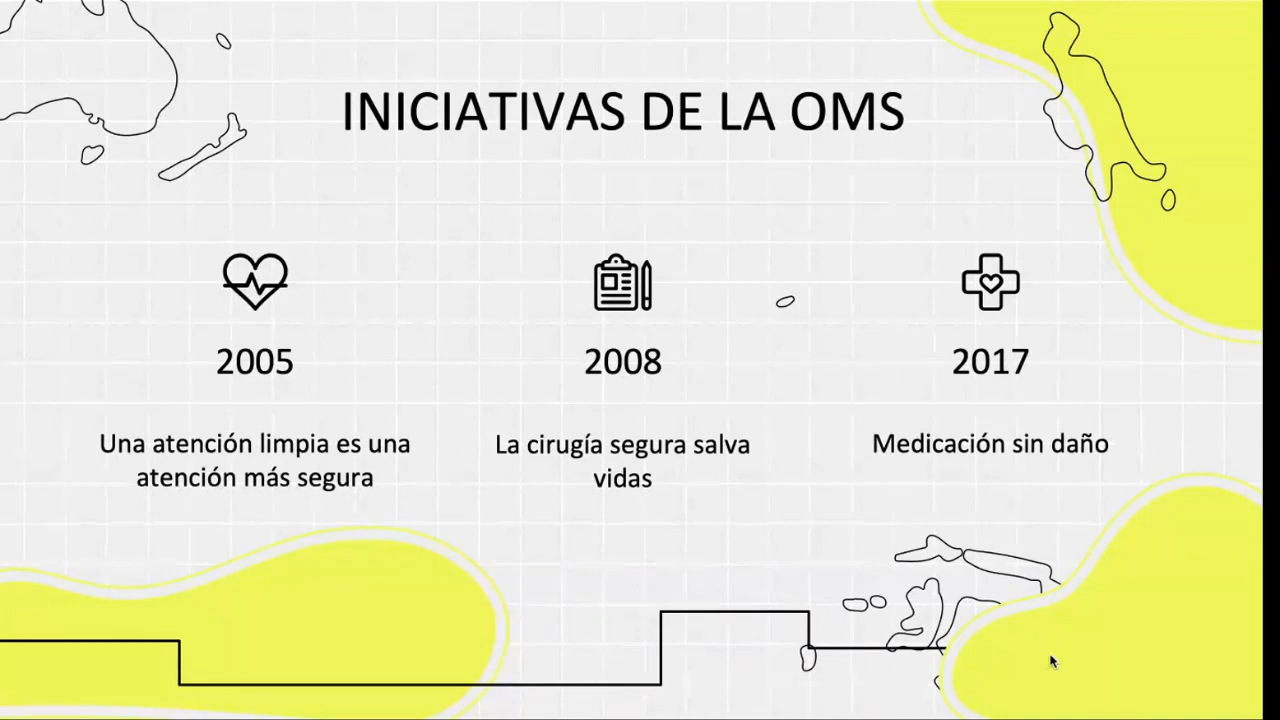 INICIATIVAS DE LA OMS
2005
Una atención limpia es una
atención más segura
2008
La cirugía segura salva
vidas
2017
Medicación sin daño